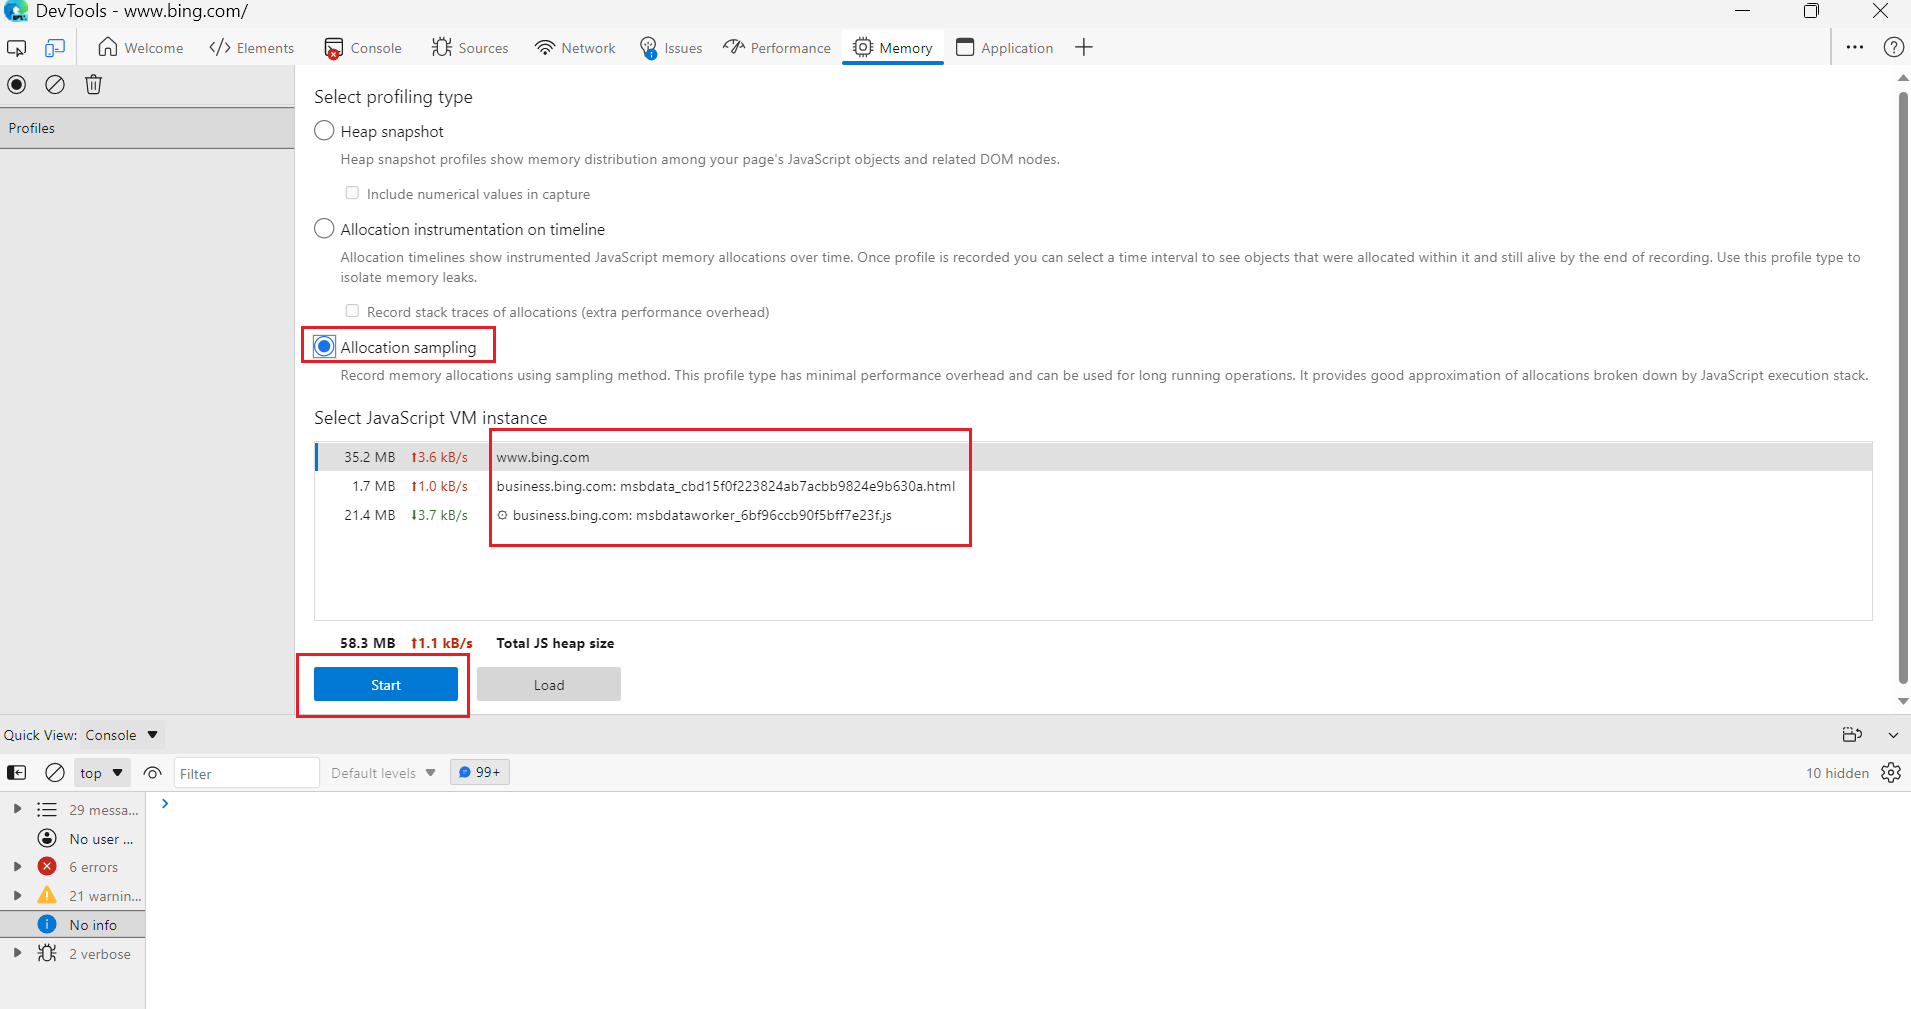 DevTools - www.bing.com/
Welcome
Elements
Console
Sources
Network
Issues
Performance
Memory
Application
Profiles
Select profiling type
Heap snapshot
Heap snapshot profiles show memory distribution among your page's JavaScript objects and related DOM nodes.
Include numerical values in capture
Allocation instrumentation on timeline
Allocation timelines show instrumented JavaScript memory allocations over time. Once profile is recorded you can select a time interval to see objects that were allocated within it and still alive by the end of recording. Use this profile type to
isolate memory leaks.
Record stack traces of allocations (extra performance overhead)
Allocation sampling
Record memory allocations using sampling method. This profile type has minimal performance overhead and can be used for long running operations. It provides good approximation of allocations broken down by JavaScript execution stack.
Select JavaScript VM instance
35.2 MB ↑3.6 kB/s www.bing.com
1.7 MB ↑1.0 kB/s business.bing.com: msbdata_cbd15f0f223824ab7acbb9824e9b630a.html
21.4 MB ↓3.7 kB/s business.bing.com: msbdataworker_6bf96ccb90f5bff7e23f.js
58.3 MB ↑1.1 kB/s Total JS heap size
Start
Load
Quick View: Console
top
Filter
Default levels
99+
10 hidden
29 messa...
No user ...
6 errors
21 warnin...
No info
2 verbose